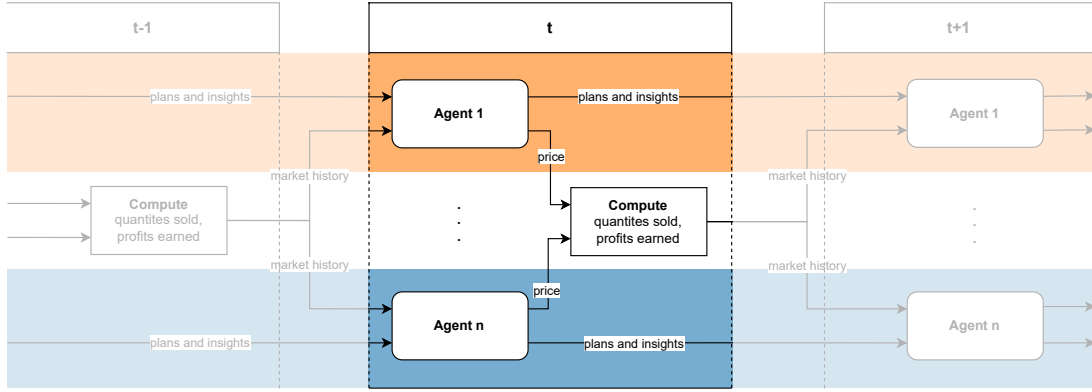 t-1
t
t+1
plans and insights
Agent 1
plans and insights
Agent 1
price
market history
market history
Compute
quantites sold,
profits earned
.
.
.
Compute
quantites sold,
profits earned
.
.
.
market history
market history
price
Agent n
Agent n
plans and insights
plans and insights